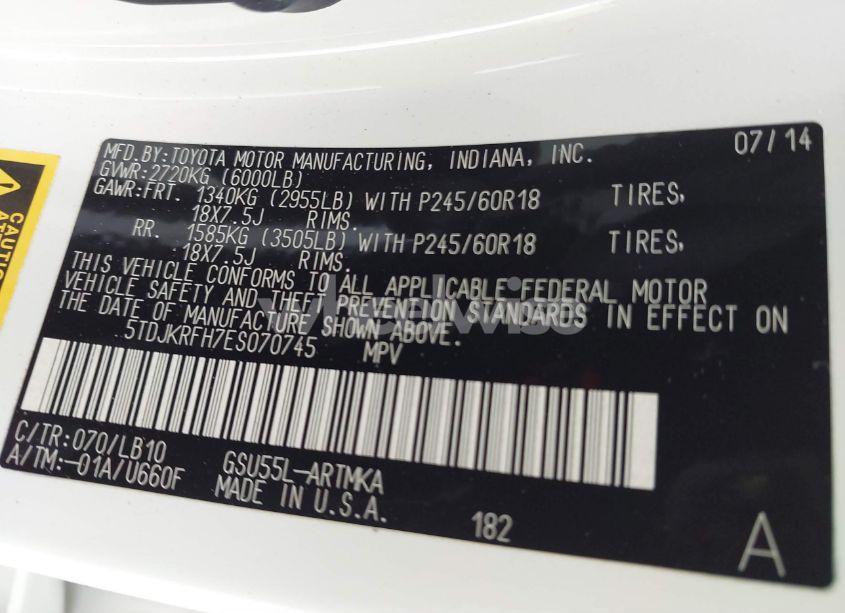 MFD.BY:TOYOTA MOTOR MANUFACTURING, INDIANA, INC. 07/14
GVWR:2720KG (6000LB)
GAWR:FRT. 1340KG (2955LB) WITH P245/60R18 TIRES,
18X7.5J RIMS.
RR. 1585KG (3505LB) WITH P245/60R18 TIRES,
18X7.5J RIMS.
THIS VEHICLE CONFORMS TO ALL APPLICABLE FEDERAL MOTOR
VEHICLE SAFETY AND THEFT PREVENTION STANDARDS IN EFFECT ON
THE DATE OF MANUFACTURE SHOWN ABOVE.
5TDJKRFH7ES070745 MPV
C/TR:070/LB10
A/TM:-01A/U660F
GSU55L-ARTMKA
MADE IN U.S.A.
182
A